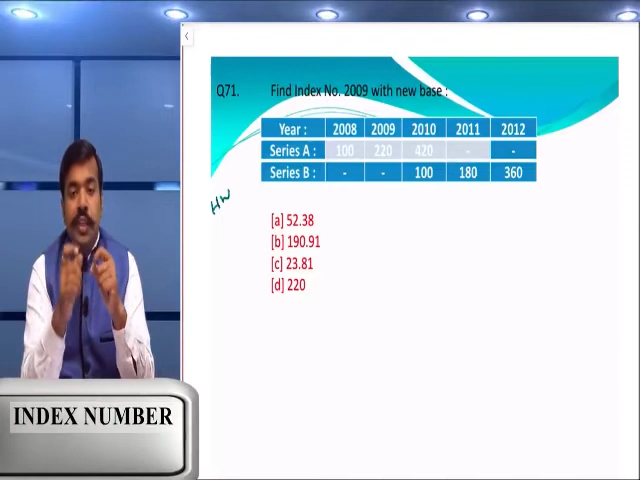 Q71. Find Index No. 2009 with new base :
Year : 2008 2009 2010 2011 2012
Series A : 100 220 420 - -
Series B : - - 100 180 360
HW
[a] 52.38
[b] 190.91
[c] 23.81
[d] 220
INDEX NUMBER